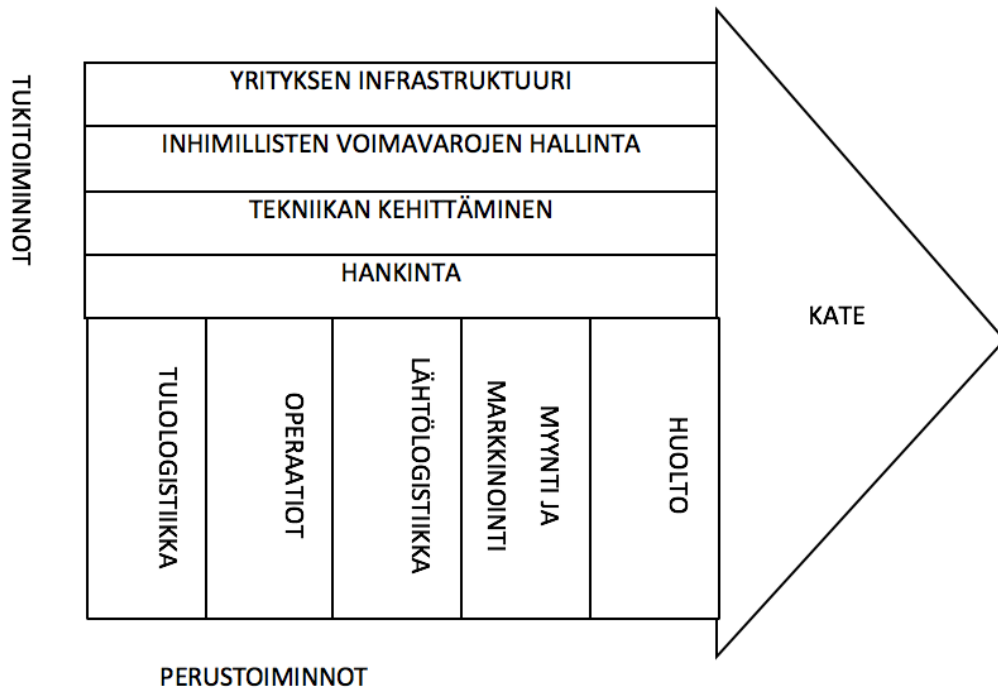 TUKITOIMINNOT
YRITYKSEN INFRASTRUKTUURI
INHIMILLISTEN VOIMAVAROJEN HALLINTA
TEKNIIKAN KEHITTÄMINEN
HANKINTA
KATE
TULOLOGISTIIKKA
OPERAATIOT
LÄHTÖLOGISTIIKKA
MYYNTI JA
MARKKINOINTI
HUOLTO
PERUSTOIMINNOT